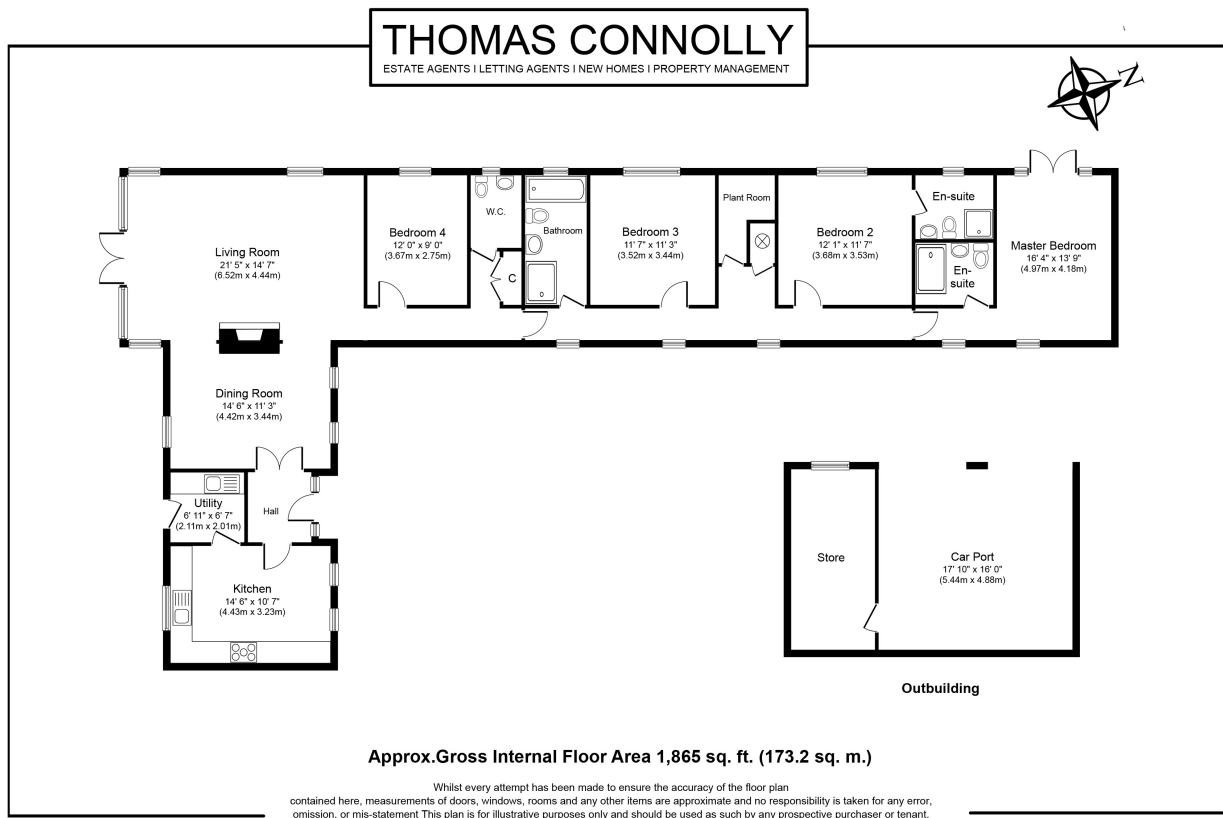 THOMAS CONNOLLY
ESTATE AGENTS I LETTING AGENTS I NEW HOMES I PROPERTY MANAGEMENT
N
Living Room
21' 5" x 14' 7"
(6.52m x 4.44m)
Bedroom 4
12' 0" x 9' 0"
(3.67m x 2.75m)
W.C.
C
Bathroom
Bedroom 3
11' 7" x 11' 3"
(3.52m x 3.44m)
Plant Room
Bedroom 2
12' 1" x 11' 7"
(3.68m x 3.53m)
En-suite
En-
suite
Master Bedroom
16' 4" x 13' 9"
(4.97m x 4.18m)
Dining Room
14' 6" x 11' 3"
(4.42m x 3.44m)
Utility
6' 11" x 6' 7"
(2.11m x 2.01m)
Hall
Kitchen
14' 6" x 10' 7"
(4.43m x 3.23m)
Store
Car Port
17' 10" x 16' 0"
(5.44m x 4.88m)
Outbuilding
Approx.Gross Internal Floor Area 1,865 sq. ft. (173.2 sq. m.)
Whilst every attempt has been made to ensure the accuracy of the floor plan
contained here, measurements of doors, windows, rooms and any other items are approximate and no responsibility is taken for any error,
omission, or mis-statement This plan is for illustrative purposes only and should be used as such by any prospective purchaser or tenant.